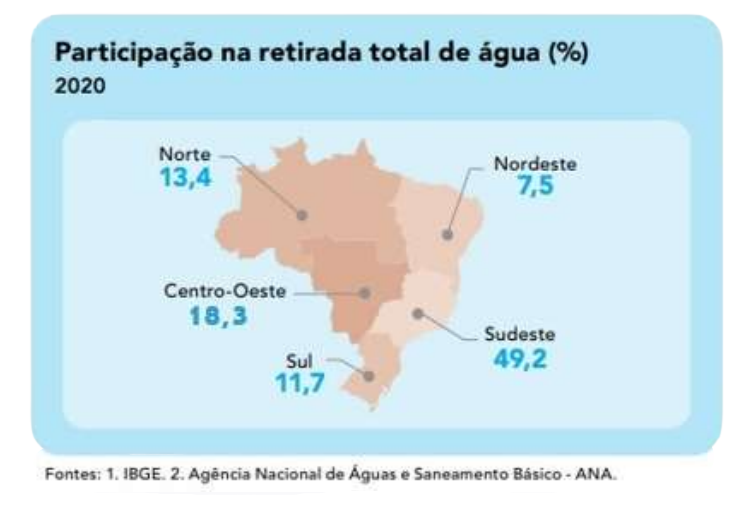 Participação na retirada total de água (%)
2020
Norte
13,4
Nordeste
7,5
Centro-Oeste
18,3
Sudeste
49,2
Sul
11,7
Fontes: 1. IBGE. 2. Agência Nacional de Águas e Saneamento Básico - ANA.